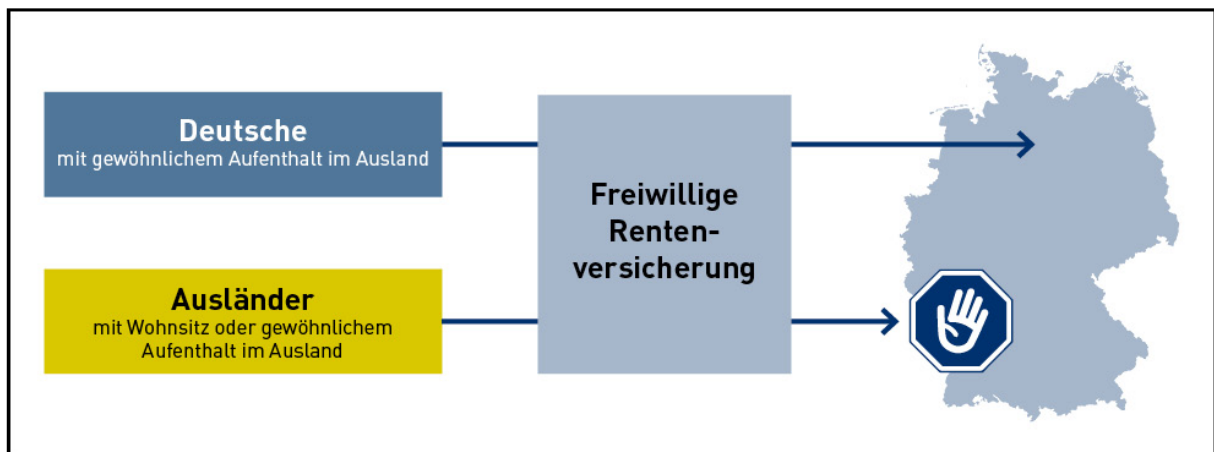 Deutsche
mit gewöhnlichem Aufenthalt im Ausland
Freiwillige
Renten-
versicherung
Ausländer
mit Wohnsitz oder gewöhnlichem
Aufenthalt im Ausland